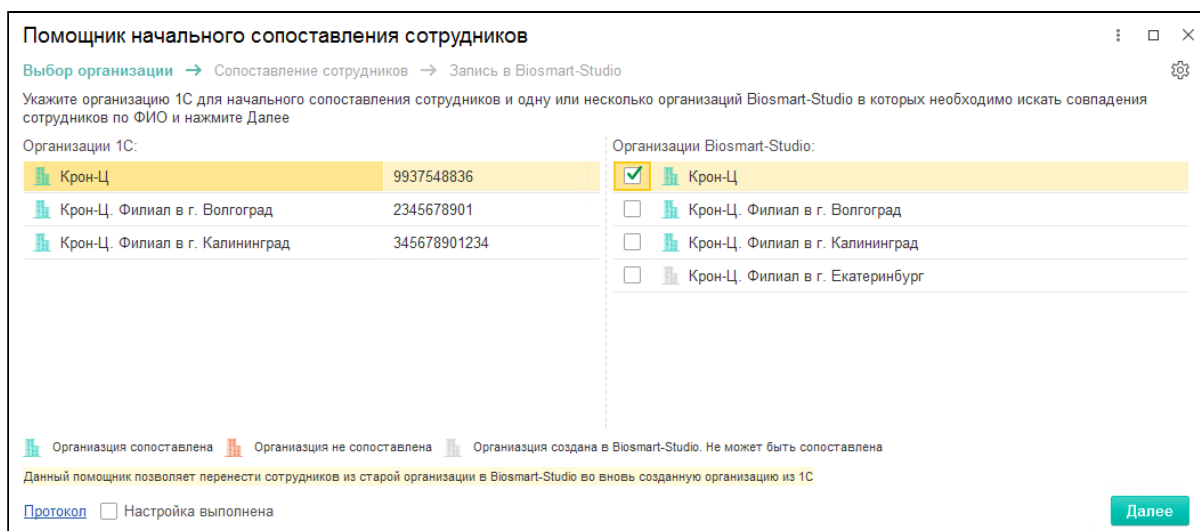 Помощник начального сопоставления сотрудников
Выбор организации → Сопоставление сотрудников → Запись в Biosmart-Studio
Укажите организацию 1С для начального сопоставления сотрудников и одну или несколько организаций Biosmart-Studio в которых необходимо искать совпадения
сотрудников по ФИО и нажмите Далее
Организации 1С:
Крон-Ц 9937548836
Крон-Ц. Филиал в г. Волгоград 2345678901
Крон-Ц. Филиал в г. Калининград 345678901234
Организации Biosmart-Studio:
Крон-Ц
Крон-Ц. Филиал в г. Волгоград
Крон-Ц. Филиал в г. Калининград
Крон-Ц. Филиал в г. Екатеринбург
Органиазция сопоставлена Органиазция не сопоставлена Органиазция создана в Biosmart-Studio. Не может быть сопоставлена
Данный помощник позволяет перенести сотрудников из старой организации в Biosmart-Studio во вновь созданную организацию из 1С
Протокол Настройка выполнена Далее